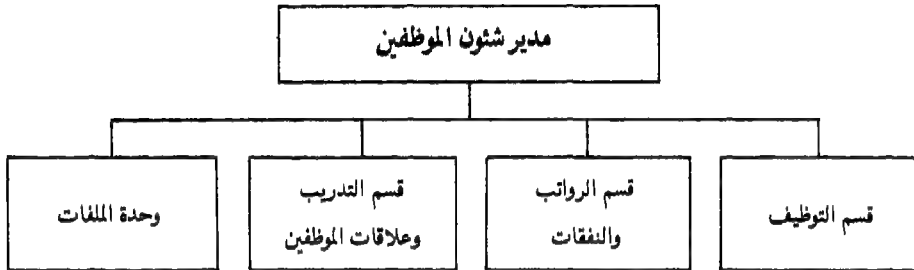 مدير شئون الموظفين
قسم التوظيف
قسم الرواتب
والنفقات
قسم التدريب
وعلاقات الموظفين
وحدة الملفات